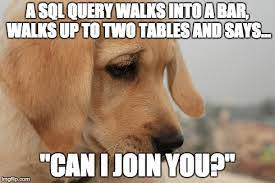 A SQL QUERY WALKS INTO A BAR,
WALKS UP TO TWO TABLES AND SAYS...
"CAN I JOIN YOU?"
imgflip.com